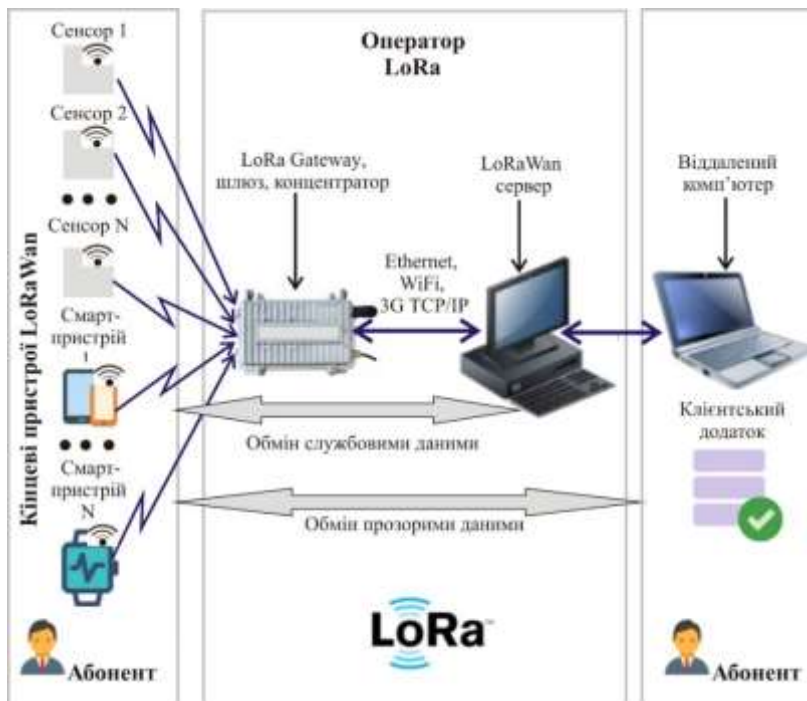 Сенсор 1
Сенсор 2
Сенсор N
Смарт-
пристрій
1
Смарт-
пристрій
N
Кінцеві пристрої LoRaWan
Абонент
Оператор
LoRa
LoRa Gateway,
шлюз, концентратор
LoRaWan
сервер
Ethernet,
WiFi,
3G TCP/IP
Обмін службовими даними
Обмін прозорими даними
LoRa
Віддалений
комп’ютер
Клієнтський
додаток
Абонент